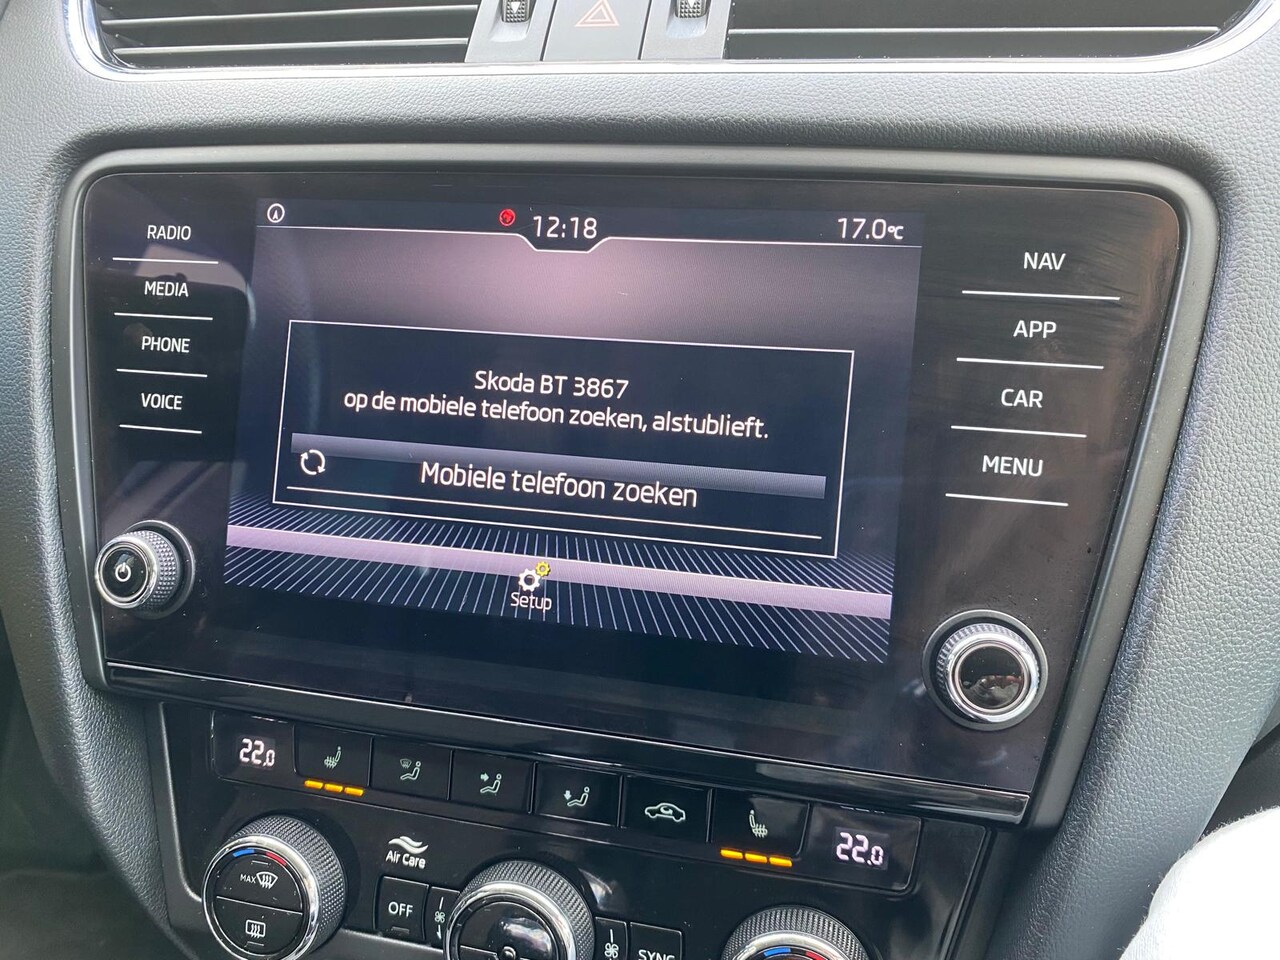 12:18
17.0°C
RADIO
MEDIA
PHONE
VOICE
NAV
APP
CAR
MENU
Skoda BT 3867
op de mobiele telefoon zoeken, alstublieft.
Mobiele telefoon zoeken
Setup
22.0
22.0
MAX
Air Care
OFF
SYNC